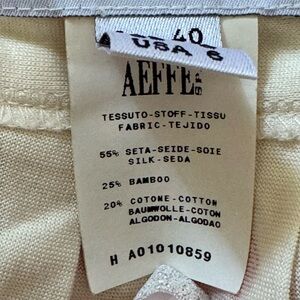 40
USA 6
AEFFE SPA
TESSUTO-STOFF-TISSU
FABRIC-TEJIDO
55% SETA-SEIDE-SOIE
SILK-SEDA
25% BAMBOO
20% COTONE-COTTON
BAUMWOLLE-COTON
ALGODON-ALGODAO
H A01010859